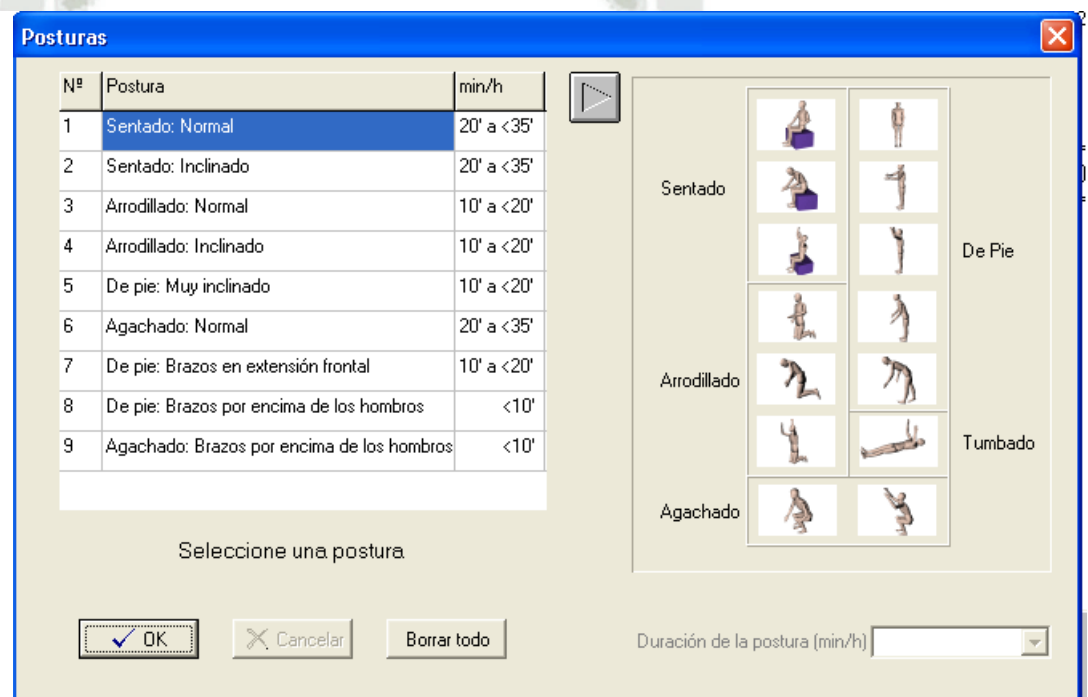 Posturas
Nº Postura min/h
1 Sentado: Normal 20' a <35'
2 Sentado: Inclinado 20' a <35'
3 Arrodillado: Normal 10' a <20'
4 Arrodillado: Inclinado 10' a <20'
5 De pie: Muy inclinado 10' a <20'
6 Agachado: Normal 20' a <35'
7 De pie: Brazos en extensión frontal 10' a <20'
8 De pie: Brazos por encima de los hombros <10'
9 Agachado: Brazos por encima de los hombros <10'
Seleccione una postura
OK Cancelar Borrar todo
Sentado
De Pie
Arrodillado
Tumbado
Agachado
Duración de la postura (min/h)